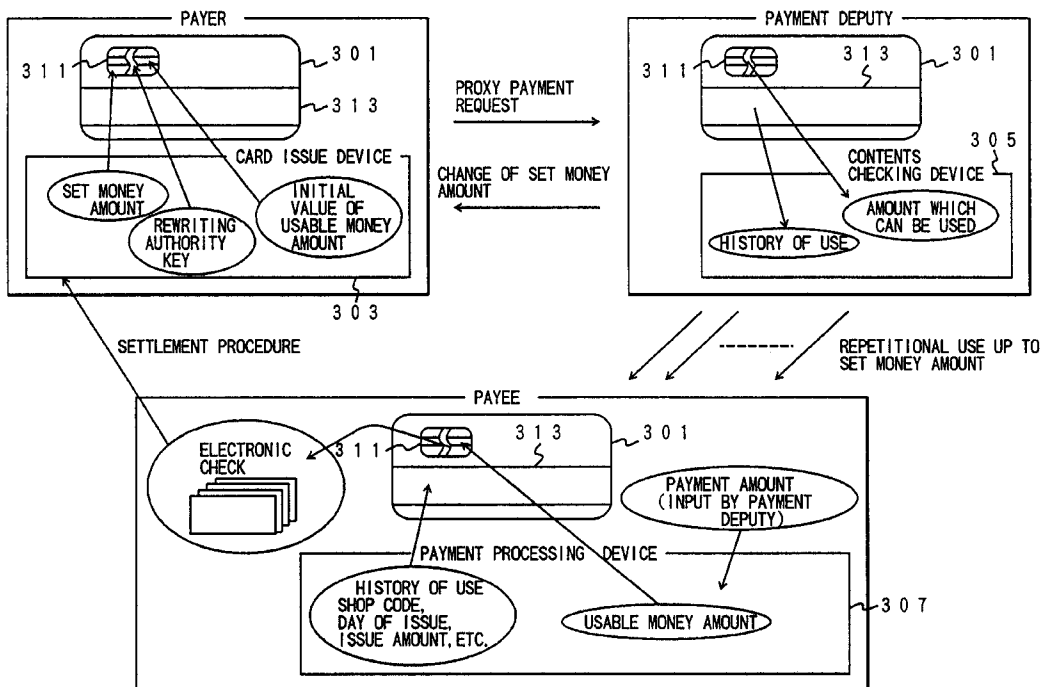 PAYER
311
301
313
CARD ISSUE DEVICE
SET MONEY
AMOUNT
REWRITING
AUTHORITY
KEY
INITIAL
VALUE OF
USABLE MONEY
AMOUNT
303
PROXY PAYMENT
REQUEST
CHANGE OF SET MONEY
AMOUNT
PAYMENT DEPUTY
311
313
301
305
CONTENTS
CHECKING DEVICE
AMOUNT WHICH
CAN BE USED
HISTORY OF USE
SETTLEMENT PROCEDURE
REPETITIONAL USE UP TO
SET MONEY AMOUNT
PAYEE
ELECTRONIC
CHECK
311
313
301
PAYMENT AMOUNT
(INPUT BY PAYMENT
DEPUTY)
PAYMENT PROCESSING DEVICE
HISTORY OF USE
SHOP CODE,
DAY OF ISSUE,
ISSUE AMOUNT, ETC.
USABLE MONEY AMOUNT
307